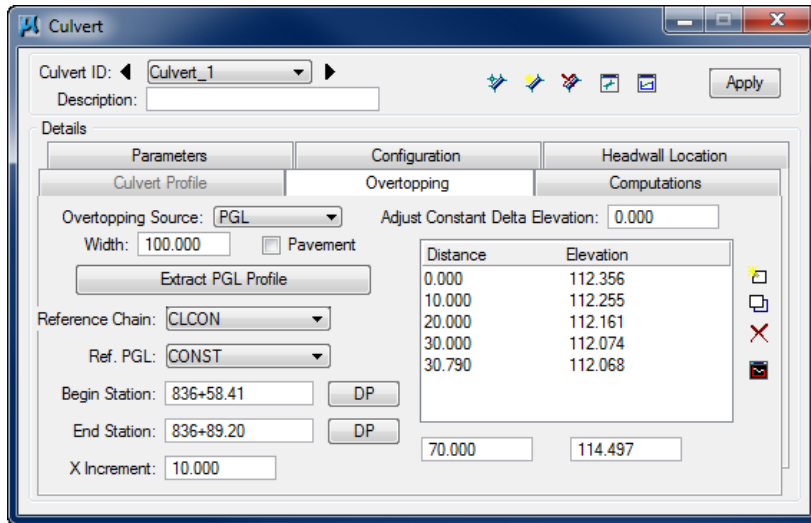 Culvert
Culvert ID: Culvert_1
Apply
Description:
Details
Parameters Configuration Headwall Location
Culvert Profile Overtopping Computations
Overtopping Source: PGL Adjust Constant Delta Elevation: 0.000
Width: 100.000 Pavement
Extract PGL Profile
Distance Elevation
0.000 112.356
10.000 112.255
20.000 112.161
30.000 112.074
30.790 112.068
Reference Chain: CLCON
Ref. PGL: CONST
Begin Station: 836+58.41 DP
End Station: 836+89.20 DP
70.000 114.497
X Increment: 10.000